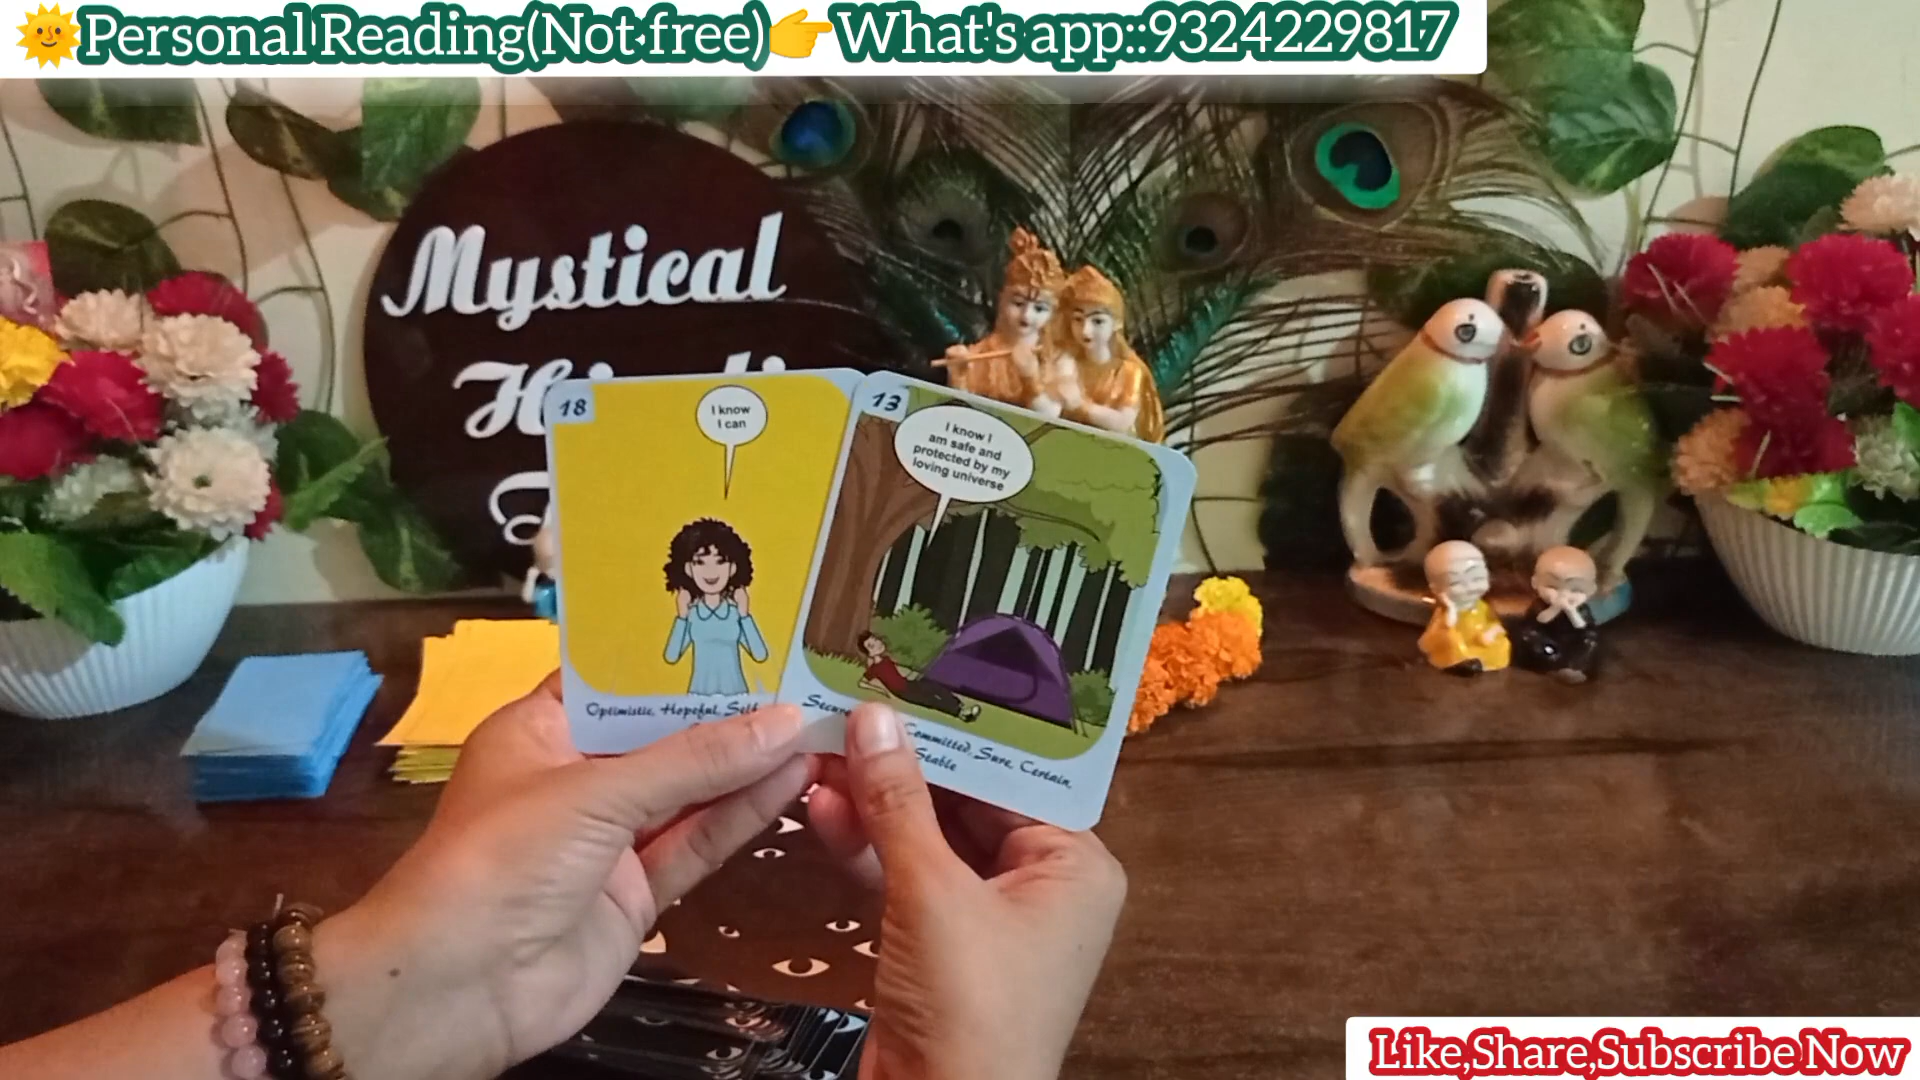 🌞Personal Reading(Not free)👉What's app::9324229817
Mystical
18
I know
I can
Optimistic, Hopeful, Self
13
I know I
am safe and
protected by my
loving universe
Committed, Sure, Certain,
Stable
Like,Share,Subscribe Now